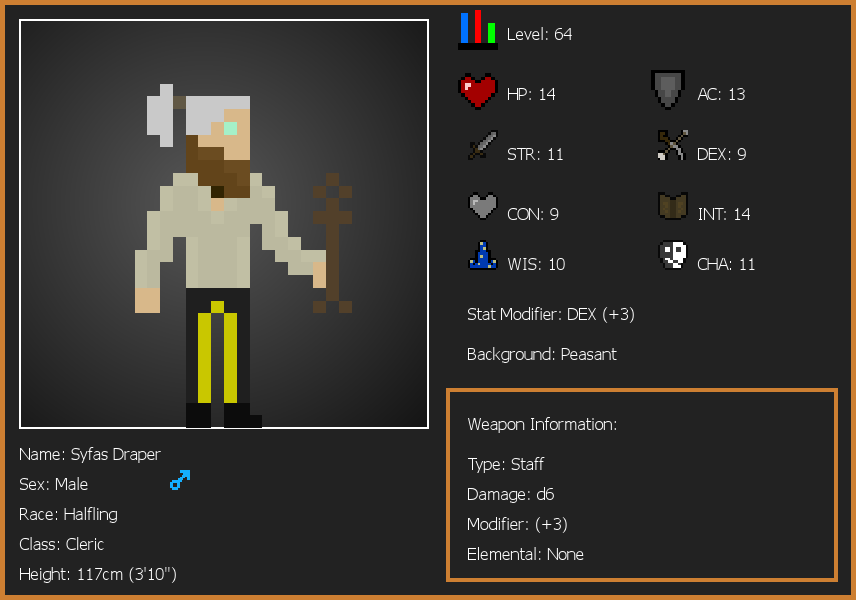 Level: 64
HP: 14
AC: 13
STR: 11
DEX: 9
CON: 9
INT: 14
WIS: 10
CHA: 11
Stat Modifier: DEX (+3)
Background: Peasant
Weapon Information:
Type: Staff
Damage: d6
Modifier: (+3)
Elemental: None
Name: Syfas Draper
Sex: Male
Race: Halfling
Class: Cleric
Height: 117cm (3'10")